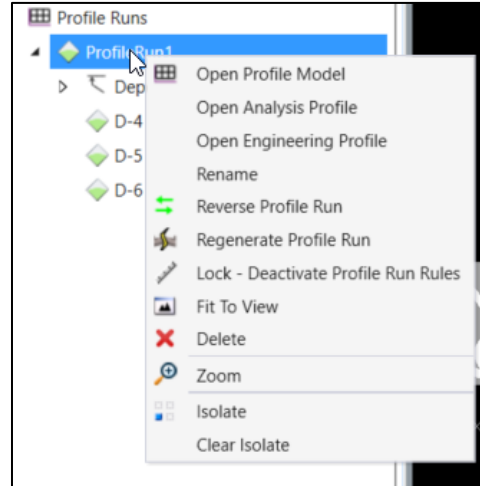 Profile Runs
ProfileRun1
Dep
D-4
D-5
D-6
Open Profile Model
Open Analysis Profile
Open Engineering Profile
Rename
Reverse Profile Run
Regenerate Profile Run
Lock - Deactivate Profile Run Rules
Fit To View
Delete
Zoom
Isolate
Clear Isolate